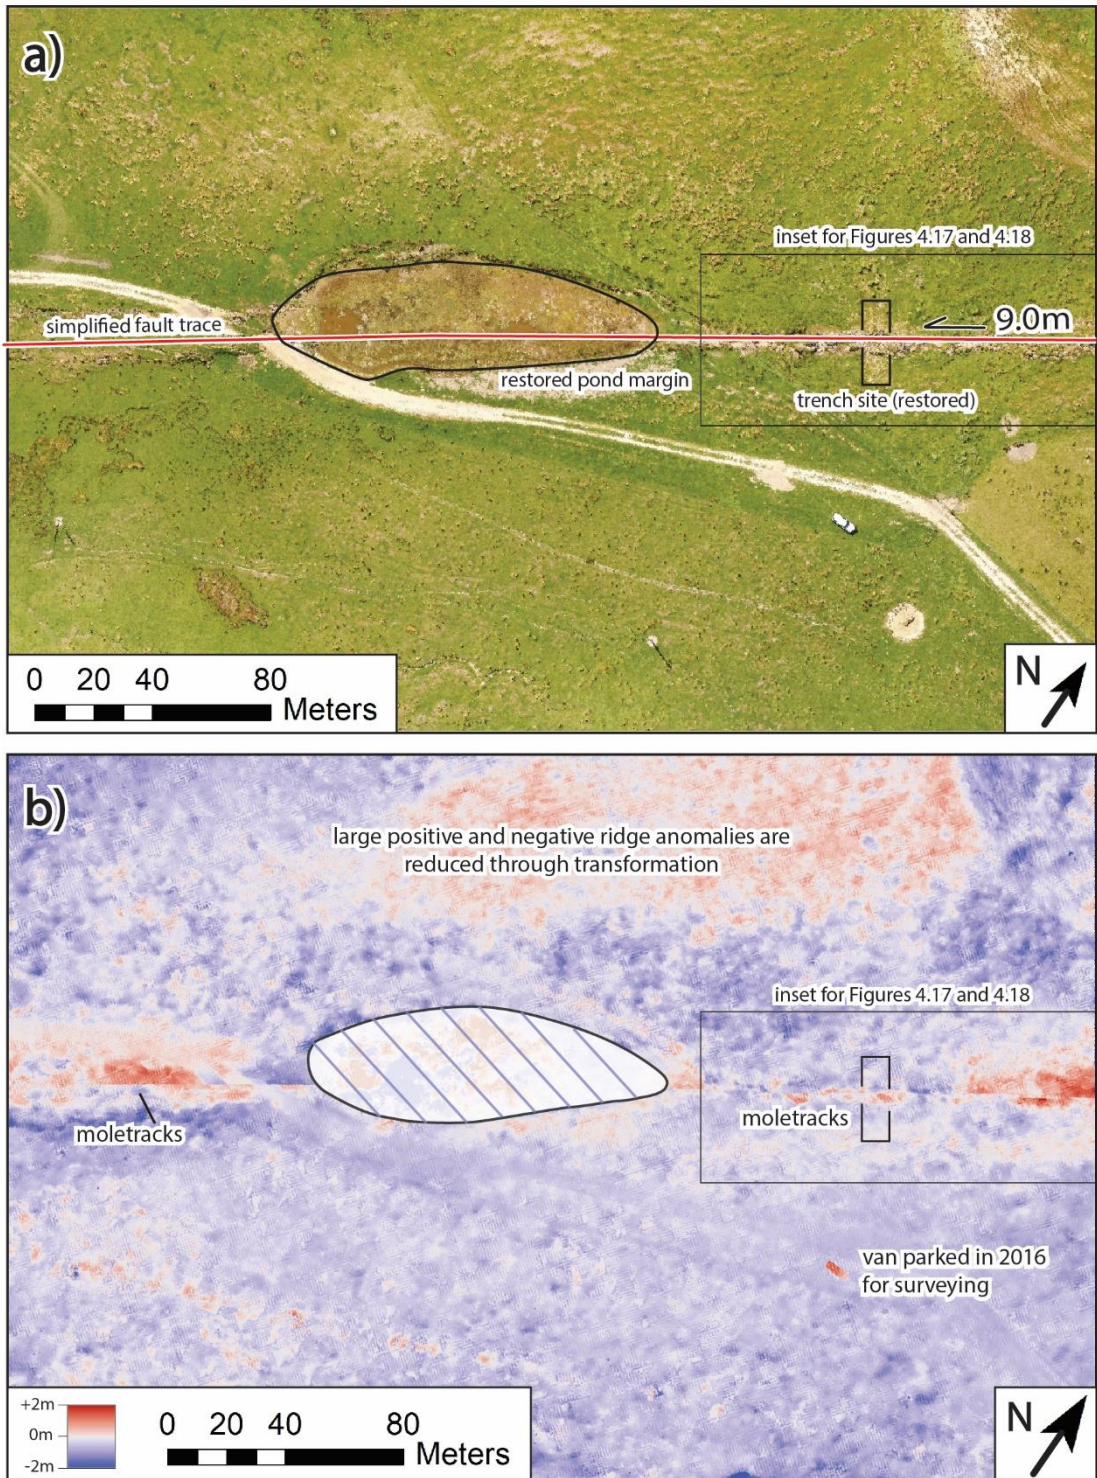 a)
inset for Figures 4.17 and 4.18
9.0m
simplified fault trace
restored pond margin
trench site (restored)
0 20 40 80
Meters
N
b)
large positive and negative ridge anomalies are
reduced through transformation
inset for Figures 4.17 and 4.18
moletracks
moletracks
van parked in 2016
for surveying
+2m
0m
-2m
0 20 40 80
Meters
N